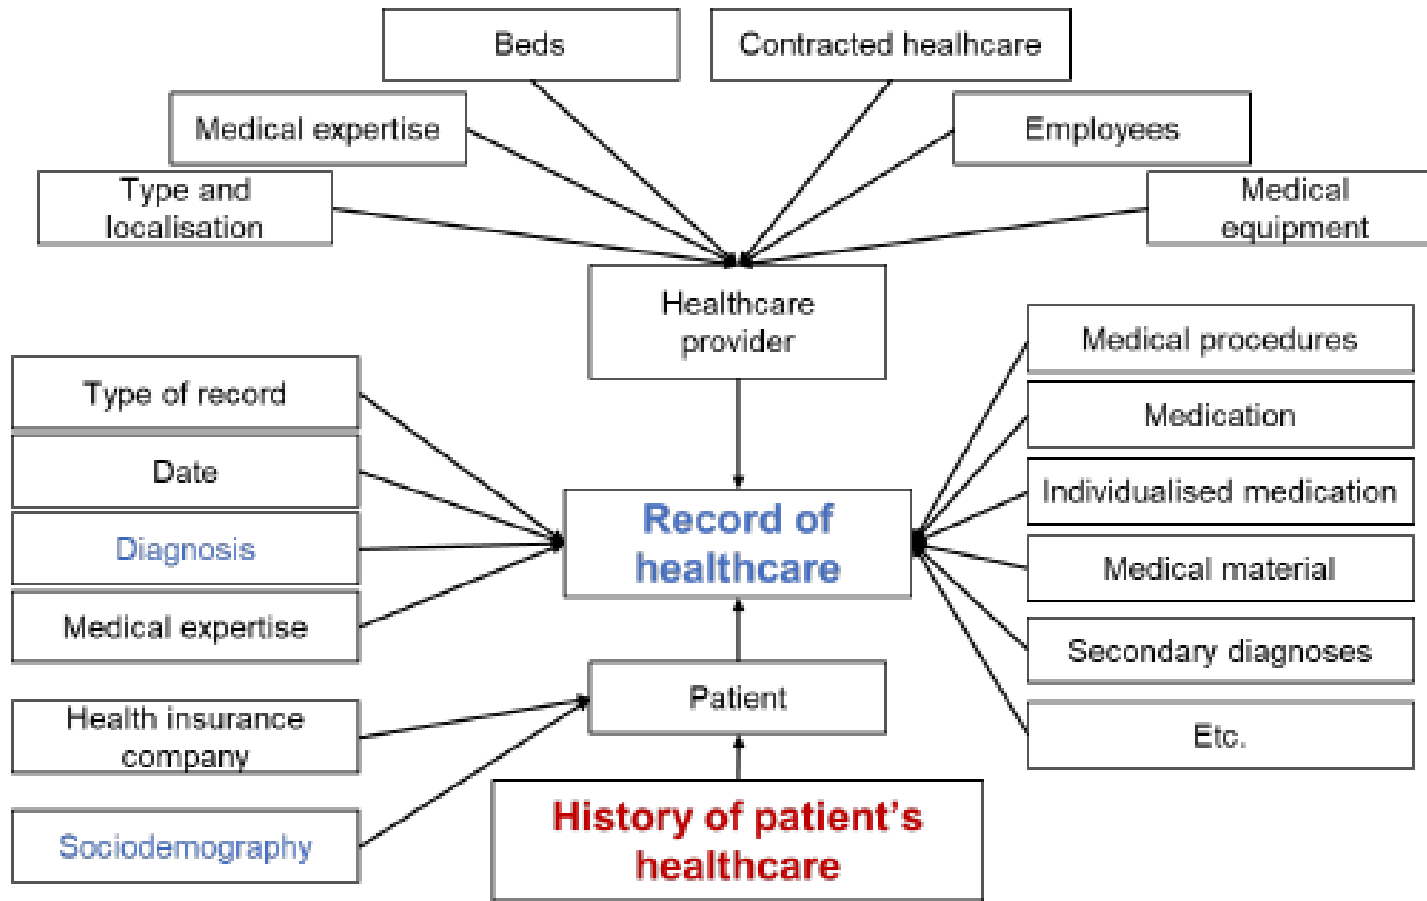 Beds
Contracted healhcare
Medical expertise
Employees
Type and
localisation
Medical
equipment
Healthcare
provider
Type of record
Date
Diagnosis
Medical expertise
Record of
healthcare
Medical procedures
Medication
Individualised medication
Medical material
Secondary diagnoses
Etc.
Patient
Health insurance
company
Sociodemography
History of patient's
healthcare